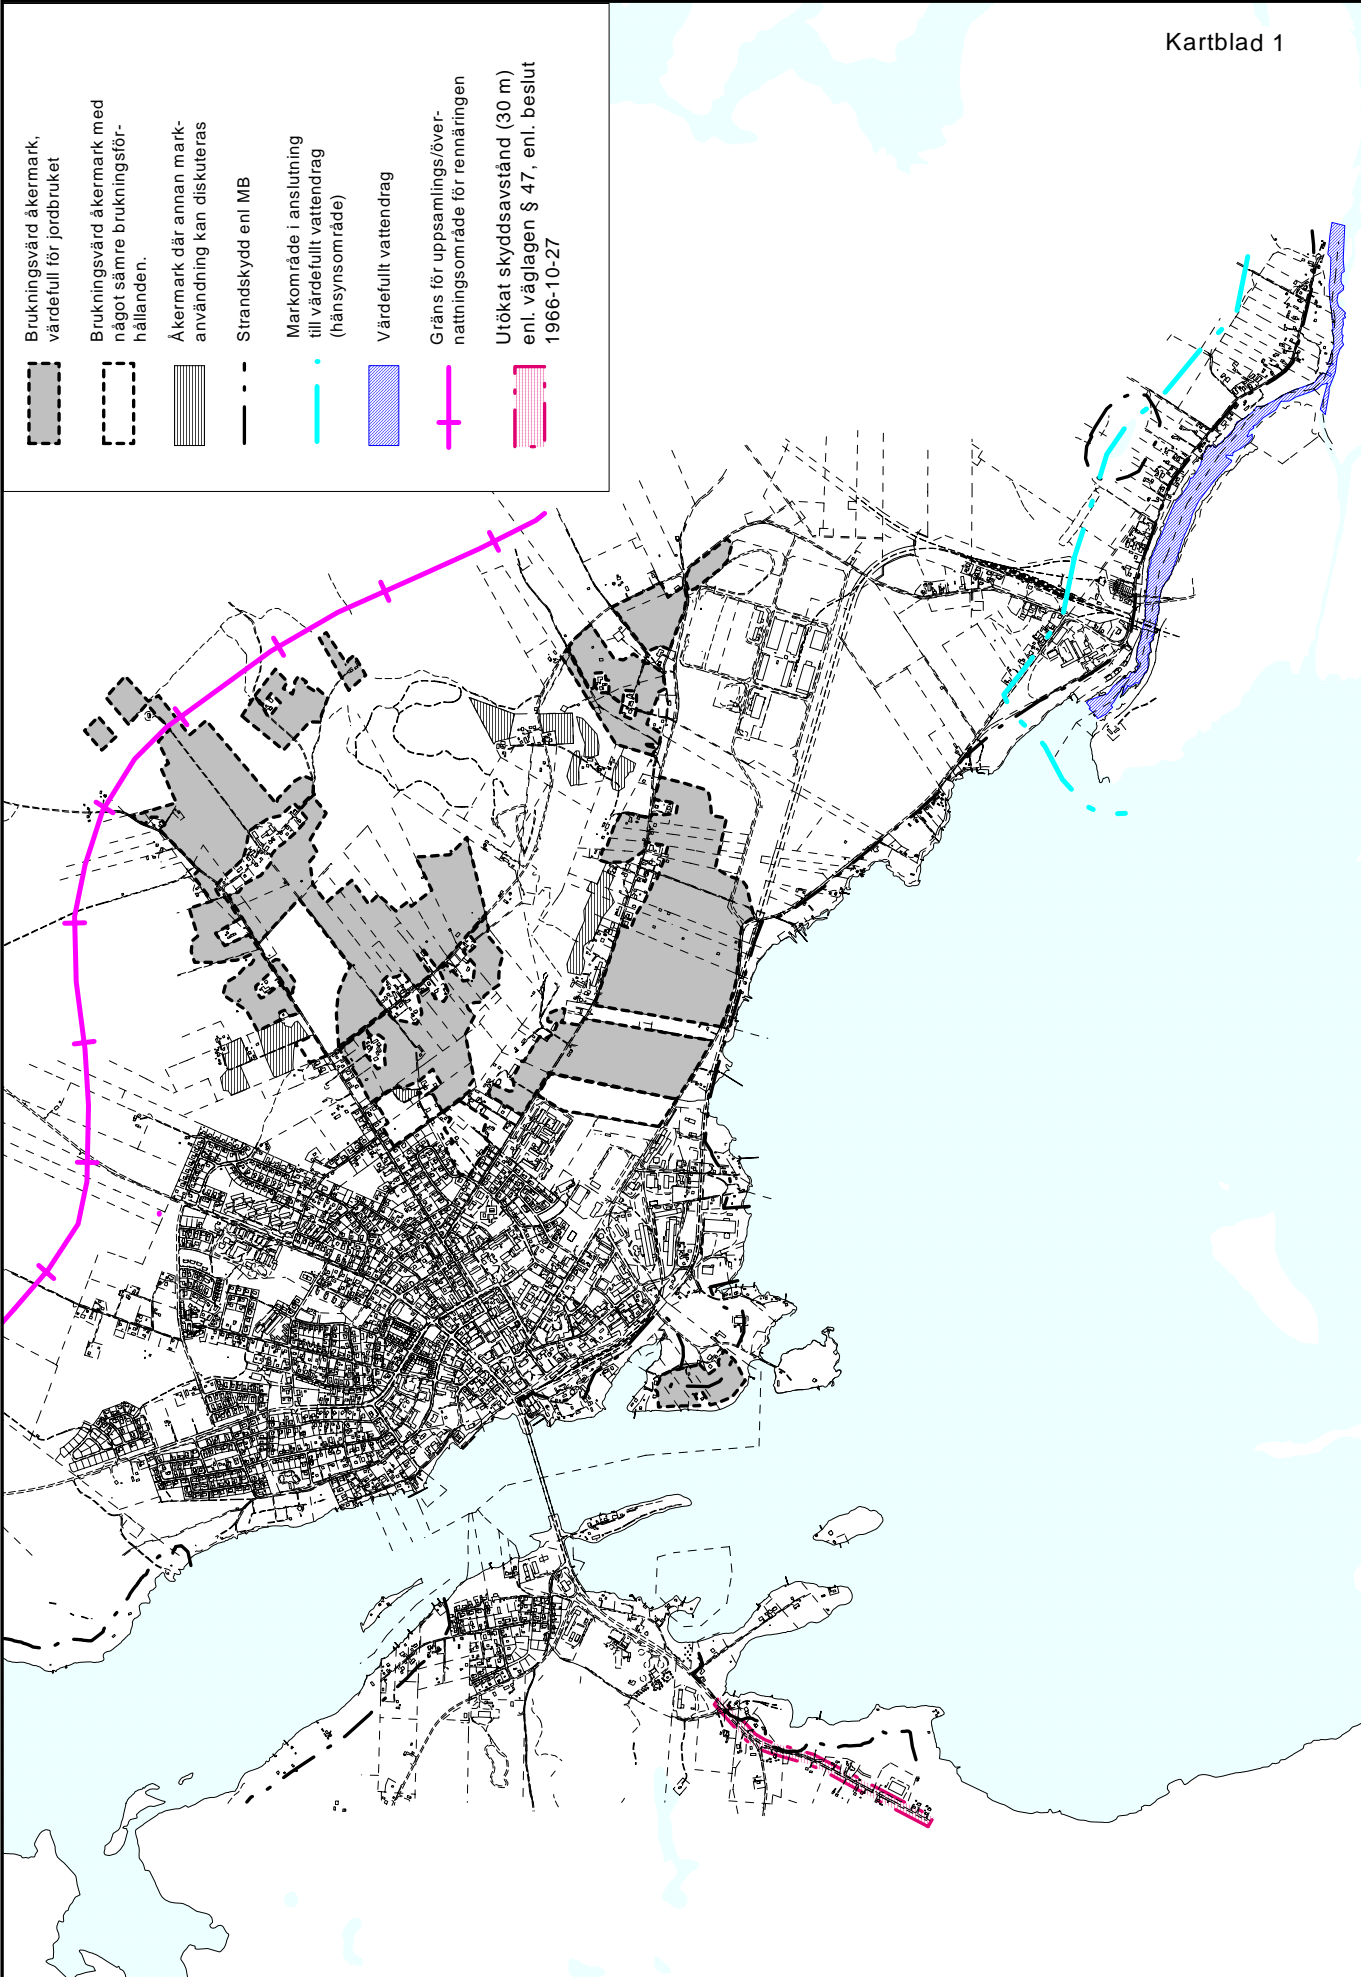 Kartblad 1
Brukningsvärd åkermark,
värdefull för jordbruket
Brukningsvärd åkermark med
något sämre brukningsför-
hållanden.
Åkermark där annan mark-
användning kan diskuteras
Strandskydd enl MB
Markområde i anslutning
till värdefullt vattendrag
(hänsynsområde)
Värdefullt vattendrag
Gräns för uppsamlings/över-
nattningsområde för rennäringen
Utökat skyddsavstånd (30 m)
enl. väglagen § 47, enl. beslut
1966-10-27